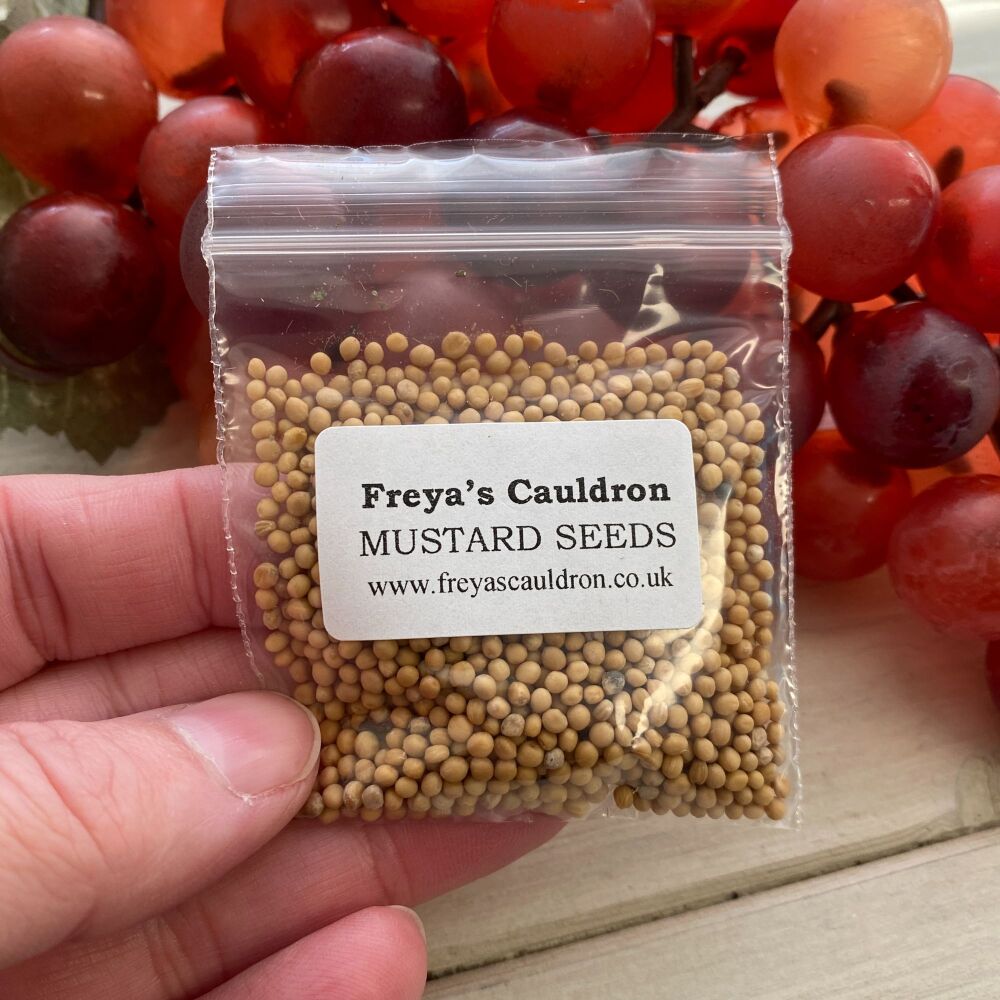 Freya's Cauldron
MUSTARD SEEDS
www.freyascauldron.co.uk